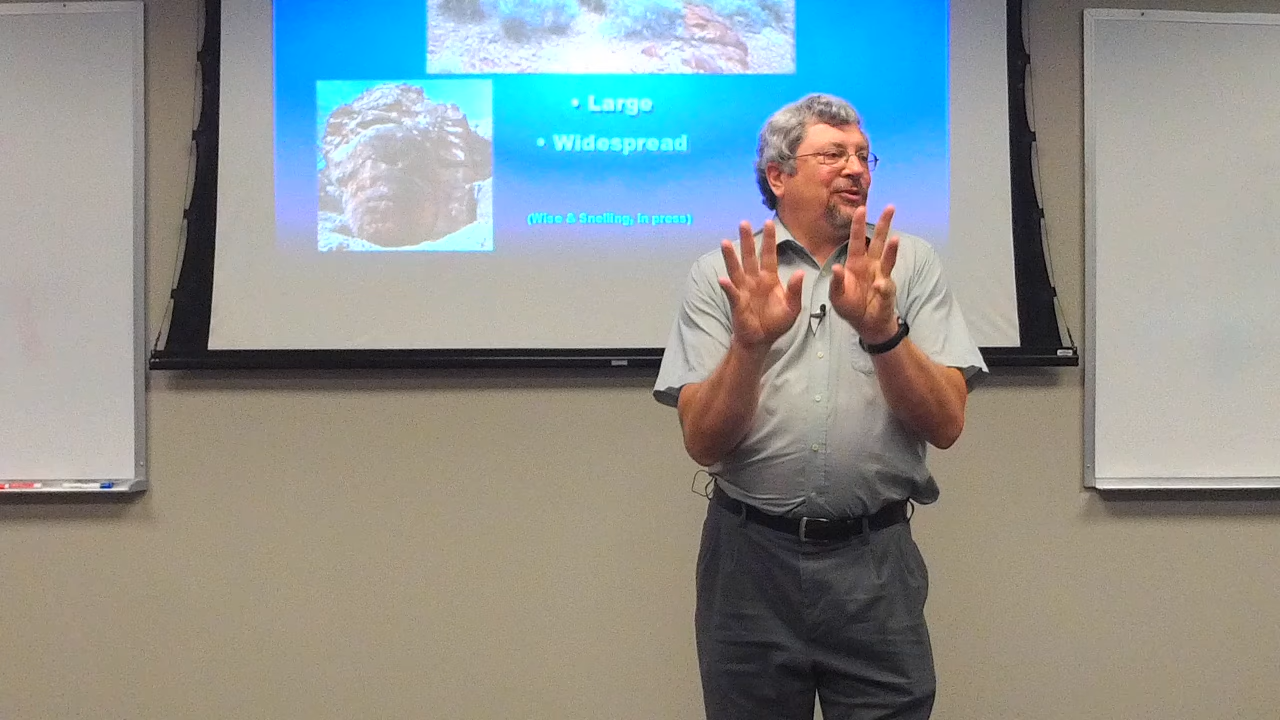 • Large
• Widespread
(Wise & Snelling, in press)